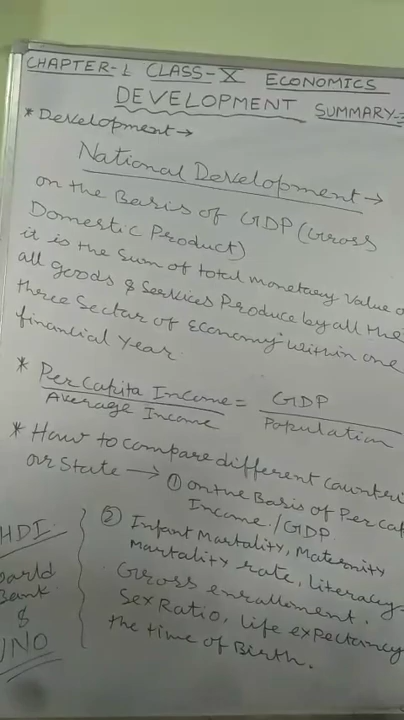 CHAPTER-1 CLASS-X ECONOMICS
DEVELOPMENT SUMMARY
* Development →
National Development →
on the Basis of GDP (Gross
Domestic Product)
it is the sum of total monetary value o
all goods & Services Produce by all the
three Sector of Economy within one
financial Year.
* Per Capita Income = GDP
Average Income Population
* How to compare different Counteri
or State → ① on the Basis of Per Cap
Income / GDP
② Infant Martality, Maternity
Martality rate, literacy
Gross enrallement.
Sex Ratio, life expectancy
the time of Birth.
HDI
World
Bank
&
UNO